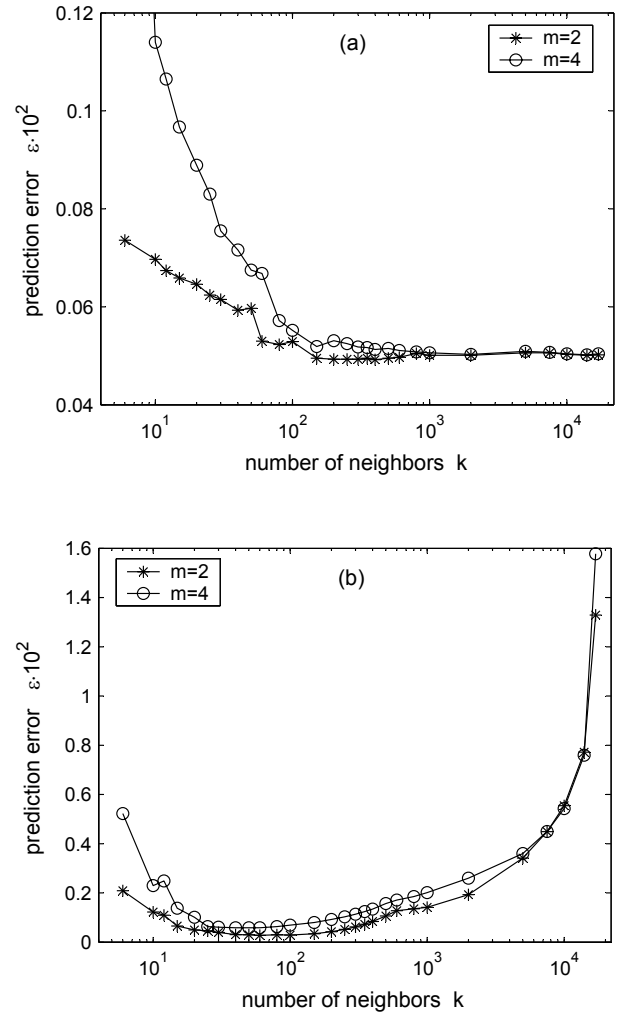 0.12
(a)
m=2
m=4
0.1
0.08
0.06
0.04
prediction error ε·10²
10¹ 10² 10³ 10⁴
number of neighbors k
1.6
m=2
m=4
(b)
1.4
1.2
1
0.8
0.6
0.4
0.2
0
prediction error ε·10²
10¹ 10² 10³ 10⁴
number of neighbors k